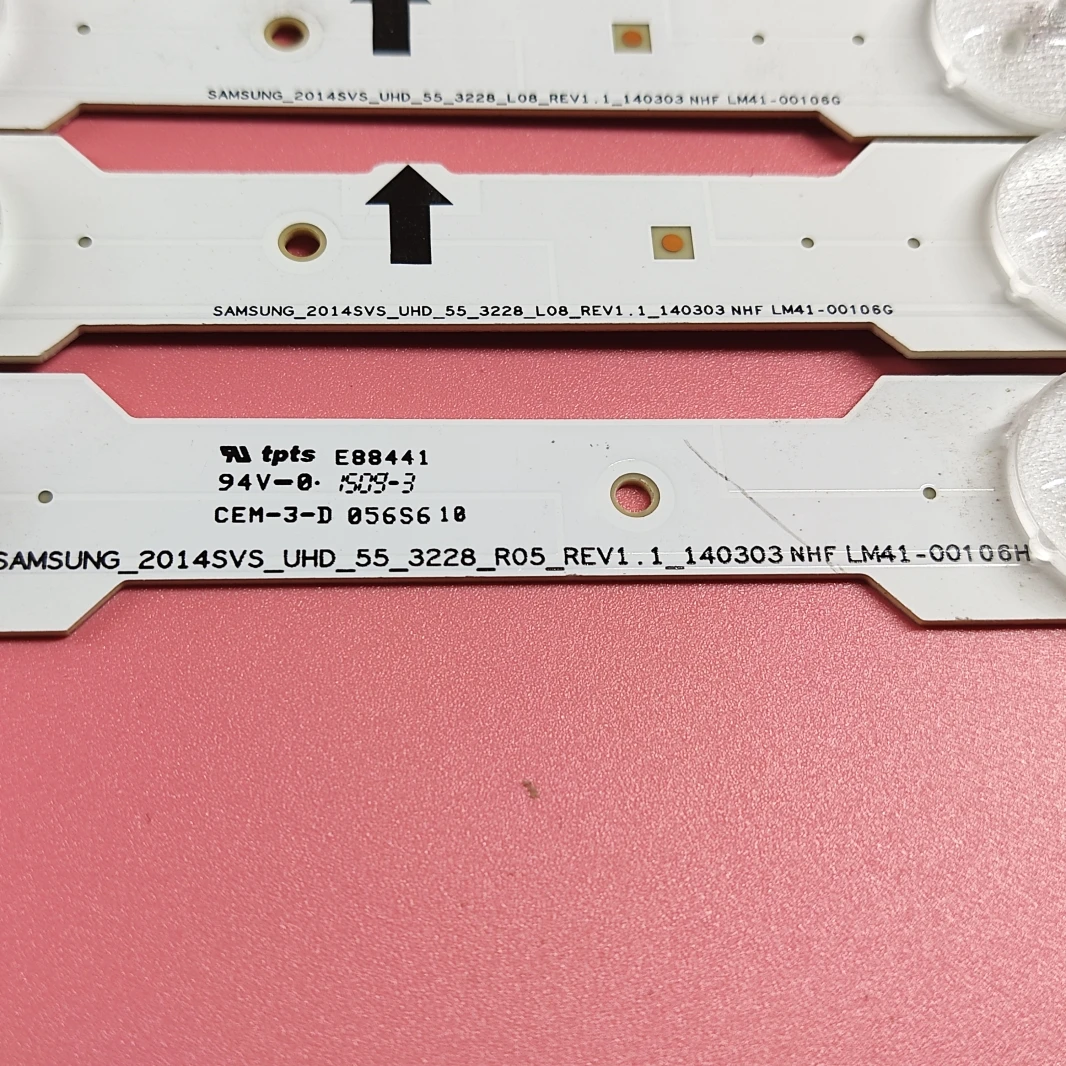 SAMSUNG_2014SVS_UHD_55_3228_L08_REV1.1_140303 NHF LM41-00106G
SAMSUNG_2014SVS_UHD_55_3228_L08_REV1.1_140303 NHF LM41-00106G
tpts E88441
94V-0. 1509-3
CEM-3-D 056S6 10
SAMSUNG_2014SVS_UHD_55_3228_R05_REV1.1_140303 NHF LM41-00106H